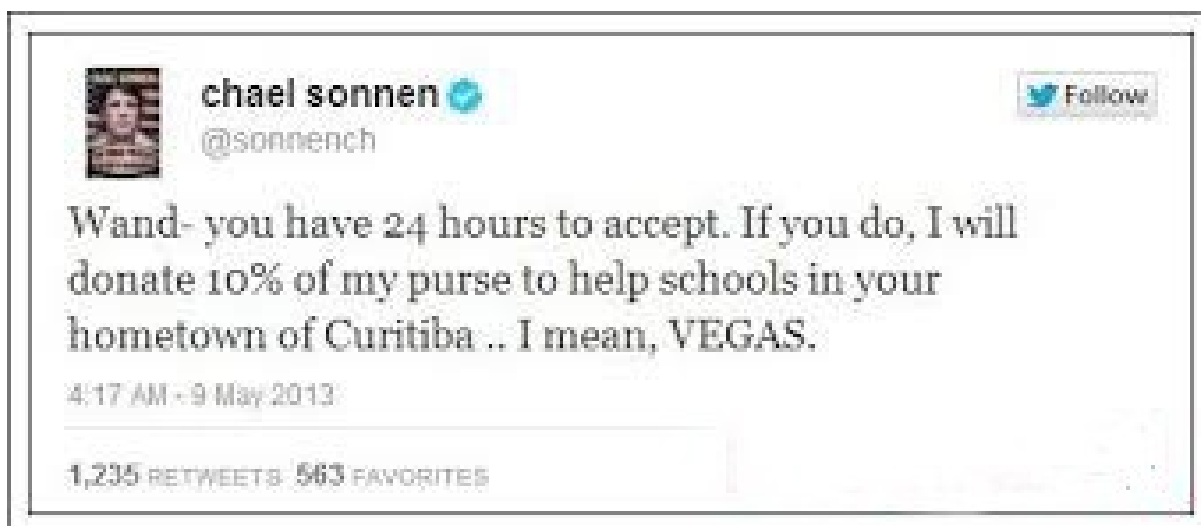 chael sonnen
@sonnench
Follow
Wand- you have 24 hours to accept. If you do, I will
donate 10% of my purse to help schools in your
hometown of Curitiba .. I mean, VEGAS.
4:17 AM - 9 May 2013
1,235 RETWEETS 563 FAVORITES